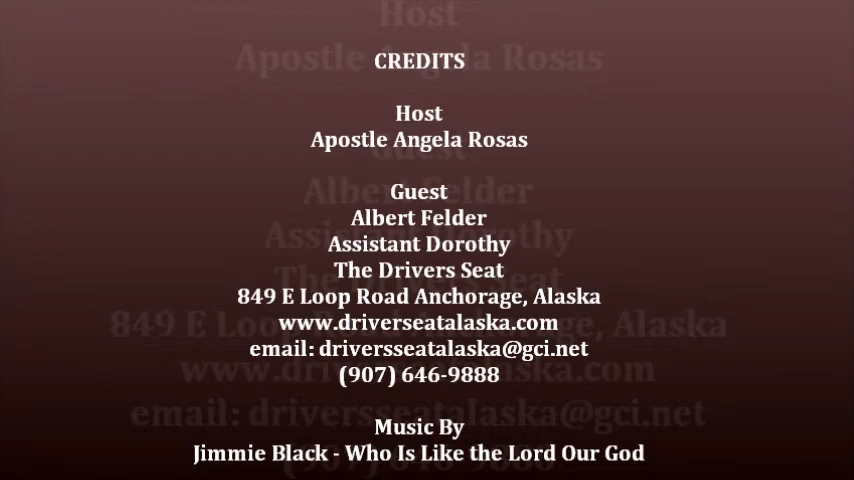 CREDITS
Host
Apostle Angela Rosas
Guest
Albert Felder
Assistant Dorothy
The Drivers Seat
849 E Loop Road Anchorage, Alaska
www.driverseatalaska.com
email: driversseatalaska@gci.net
(907) 646-9888
Music By
Jimmie Black - Who Is Like the Lord Our God